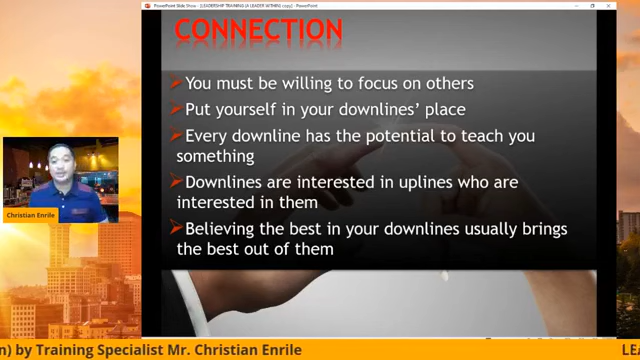 PowerPoint Slide Show - [LEADERSHIP TRAINING (A LEADER WITHIN) (copy)] - PowerPoint
CONNECTION
You must be willing to focus on others
Put yourself in your downlines' place
Every downline has the potential to teach you
something
Downlines are interested in uplines who are
interested in them
Believing the best in your downlines usually brings
the best out of them
Christian Enrile
n) by Training Specialist Mr. Christian Enrile
LEA